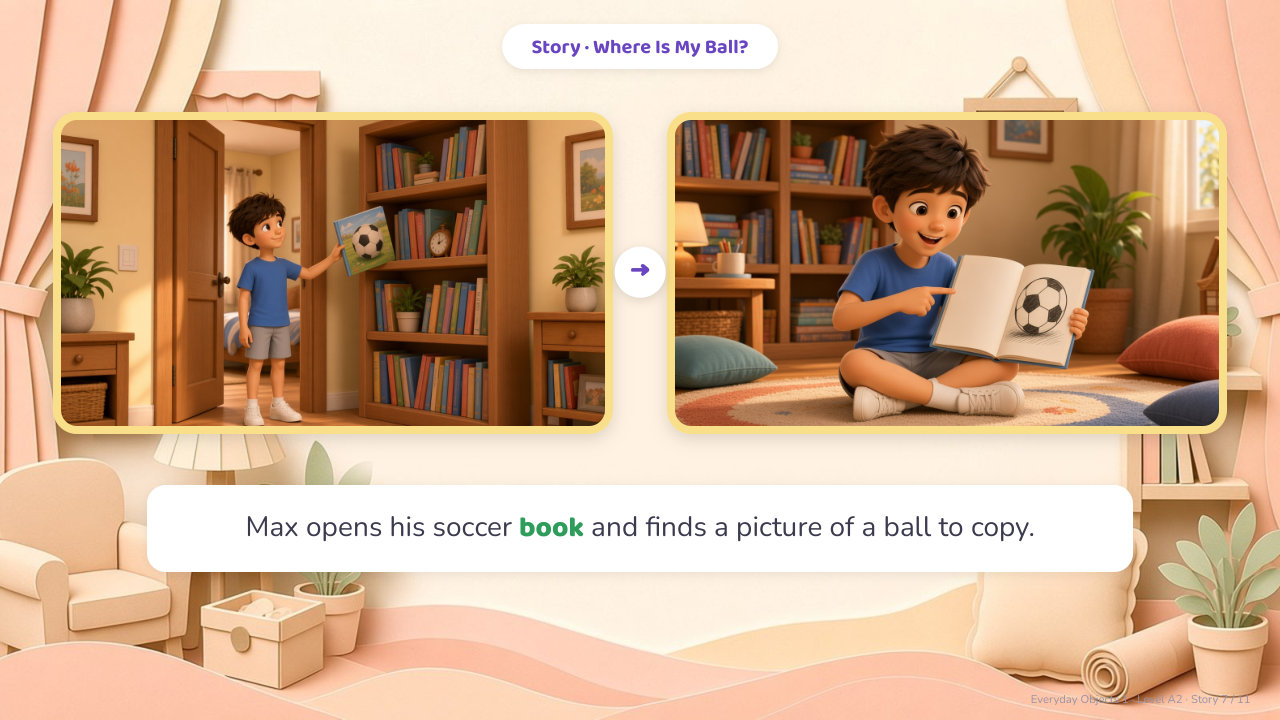 Story · Where Is My Ball?
➜
Max opens his soccer book and finds a picture of a ball to copy.
Everyday Objects 1 · Level A2 · Story 7 / 11